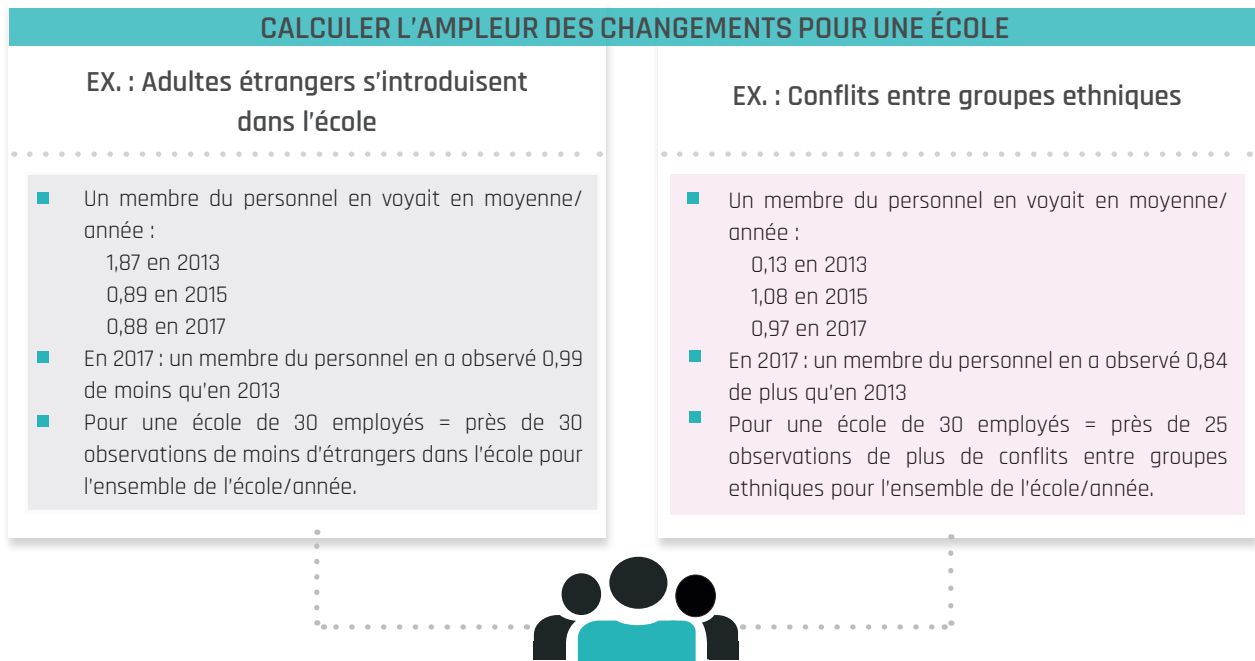 CALCULER L’AMPLEUR DES CHANGEMENTS POUR UNE ÉCOLE
EX. : Adultes étrangers s’introduisent
dans l’école
Un membre du personnel en voyait en moyenne/
année :
1,87 en 2013
0,89 en 2015
0,88 en 2017
En 2017 : un membre du personnel en a observé 0,99
de moins qu’en 2013
Pour une école de 30 employés = près de 30
observations de moins d’étrangers dans l’école pour
l’ensemble de l’école/année.
EX. : Conflits entre groupes ethniques
Un membre du personnel en voyait en moyenne/
année :
0,13 en 2013
1,08 en 2015
0,97 en 2017
En 2017 : un membre du personnel en a observé 0,84
de plus qu’en 2013
Pour une école de 30 employés = près de 25
observations de plus de conflits entre groupes
ethniques pour l’ensemble de l’école/année.